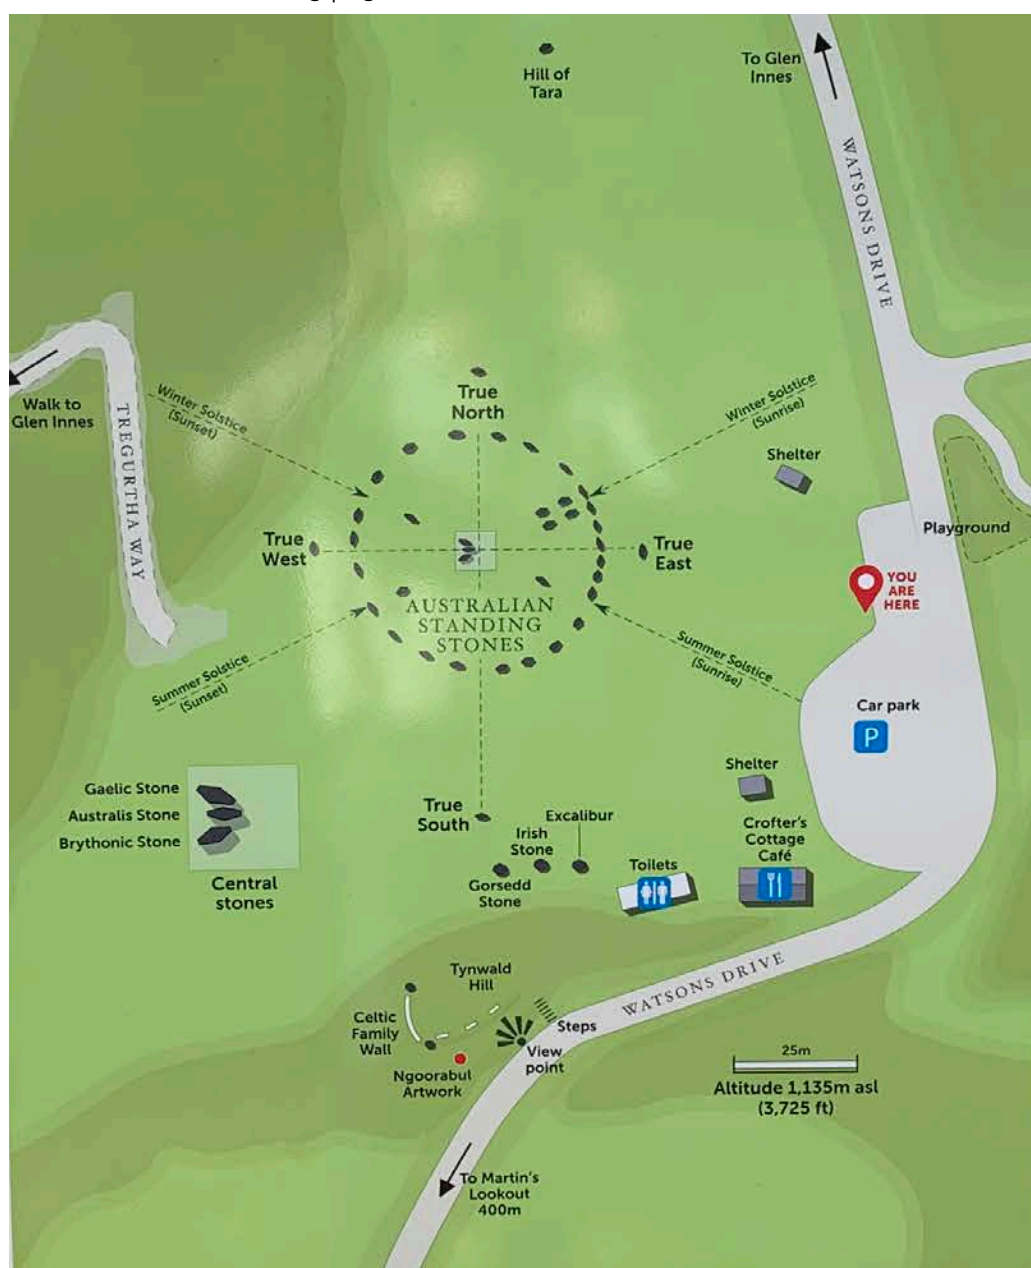 Hill of
Tara
To Glen
Innes
WATSONS DRIVE
Walk to
Glen Innes
TREGURTHA WAY
Winter Solstice
(Sunset)
True
North
Winter Solstice
(Sunrise)
Shelter
Playground
True
West
True
East
YOU
ARE
HERE
AUSTRALIAN
STANDING
STONES
Summer Solstice
(Sunset)
Summer Solstice
(Sunrise)
Car park
P
Gaelic Stone
Australis Stone
Brythonic Stone
Central
stones
True
South
Gorsedd
Stone
Irish
Stone
Excalibur
Toilets
Shelter
Crofter's
Cottage
Café
Tynwald
Hill
Celtic
Family
Wall
Ngoorabul
Artwork
Steps
View
point
WATSONS DRIVE
25m
Altitude 1,135m asl
(3,725 ft)
To Martin's
Lookout
400m